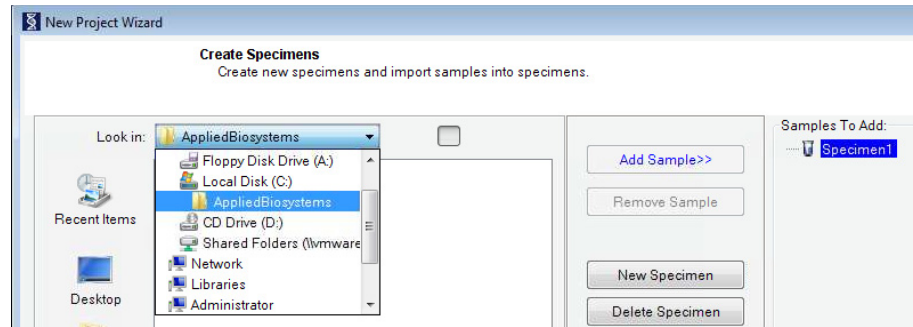 New Project Wizard
Create Specimens
Create new specimens and import samples into specimens.
Look in:
AppliedBiosystems
Floppy Disk Drive (A:)
Local Disk (C:)
AppliedBiosystems
CD Drive (D:)
Shared Folders (\\vmware
Network
Libraries
Administrator
Recent Items
Desktop
Add Sample>>
Remove Sample
New Specimen
Delete Specimen
Samples To Add:
Specimen1